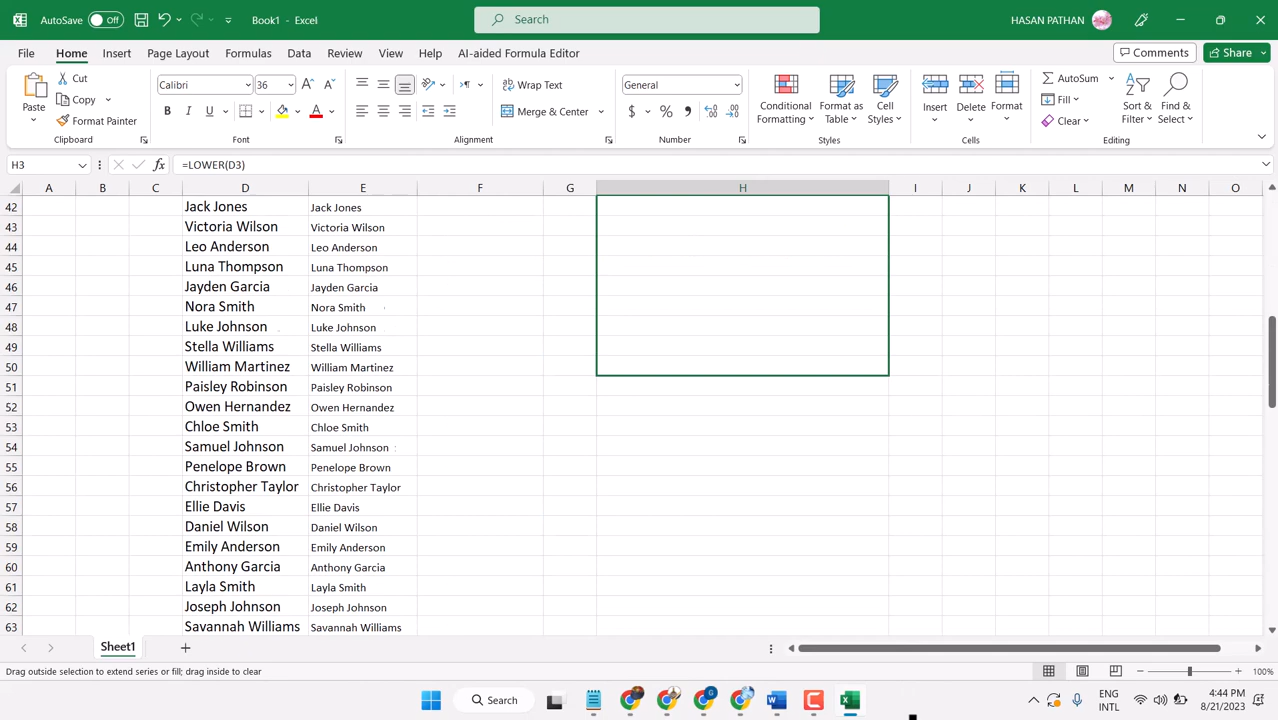 AutoSave Off Book1 - Excel Search HASAN PATHAN
File Home Insert Page Layout Formulas Data Review View Help AI-aided Formula Editor Comments Share
Paste Cut Copy Format Painter Clipboard
Calibri 36 B I U A Font
Wrap Text Merge & Center Alignment
General $ % Number
Conditional Formatting Format as Table Cell Styles Styles
Insert Delete Format Cells
AutoSum Fill Clear Sort & Filter Find & Select Editing
H3 fx =LOWER(D3)
A B C D E F G H I J K L M N O
42 Jack Jones Jack Jones
43 Victoria Wilson Victoria Wilson
44 Leo Anderson Leo Anderson
45 Luna Thompson Luna Thompson
46 Jayden Garcia Jayden Garcia
47 Nora Smith Nora Smith
48 Luke Johnson Luke Johnson
49 Stella Williams Stella Williams
50 William Martinez William Martinez
51 Paisley Robinson Paisley Robinson
52 Owen Hernandez Owen Hernandez
53 Chloe Smith Chloe Smith
54 Samuel Johnson Samuel Johnson
55 Penelope Brown Penelope Brown
56 Christopher Taylor Christopher Taylor
57 Ellie Davis Ellie Davis
58 Daniel Wilson Daniel Wilson
59 Emily Anderson Emily Anderson
60 Anthony Garcia Anthony Garcia
61 Layla Smith Layla Smith
62 Joseph Johnson Joseph Johnson
63 Savannah Williams Savannah Williams
Sheet1
Drag outside selection to extend series or fill; drag inside to clear 100%
Search ENG INTL 4:44 PM 8/21/2023